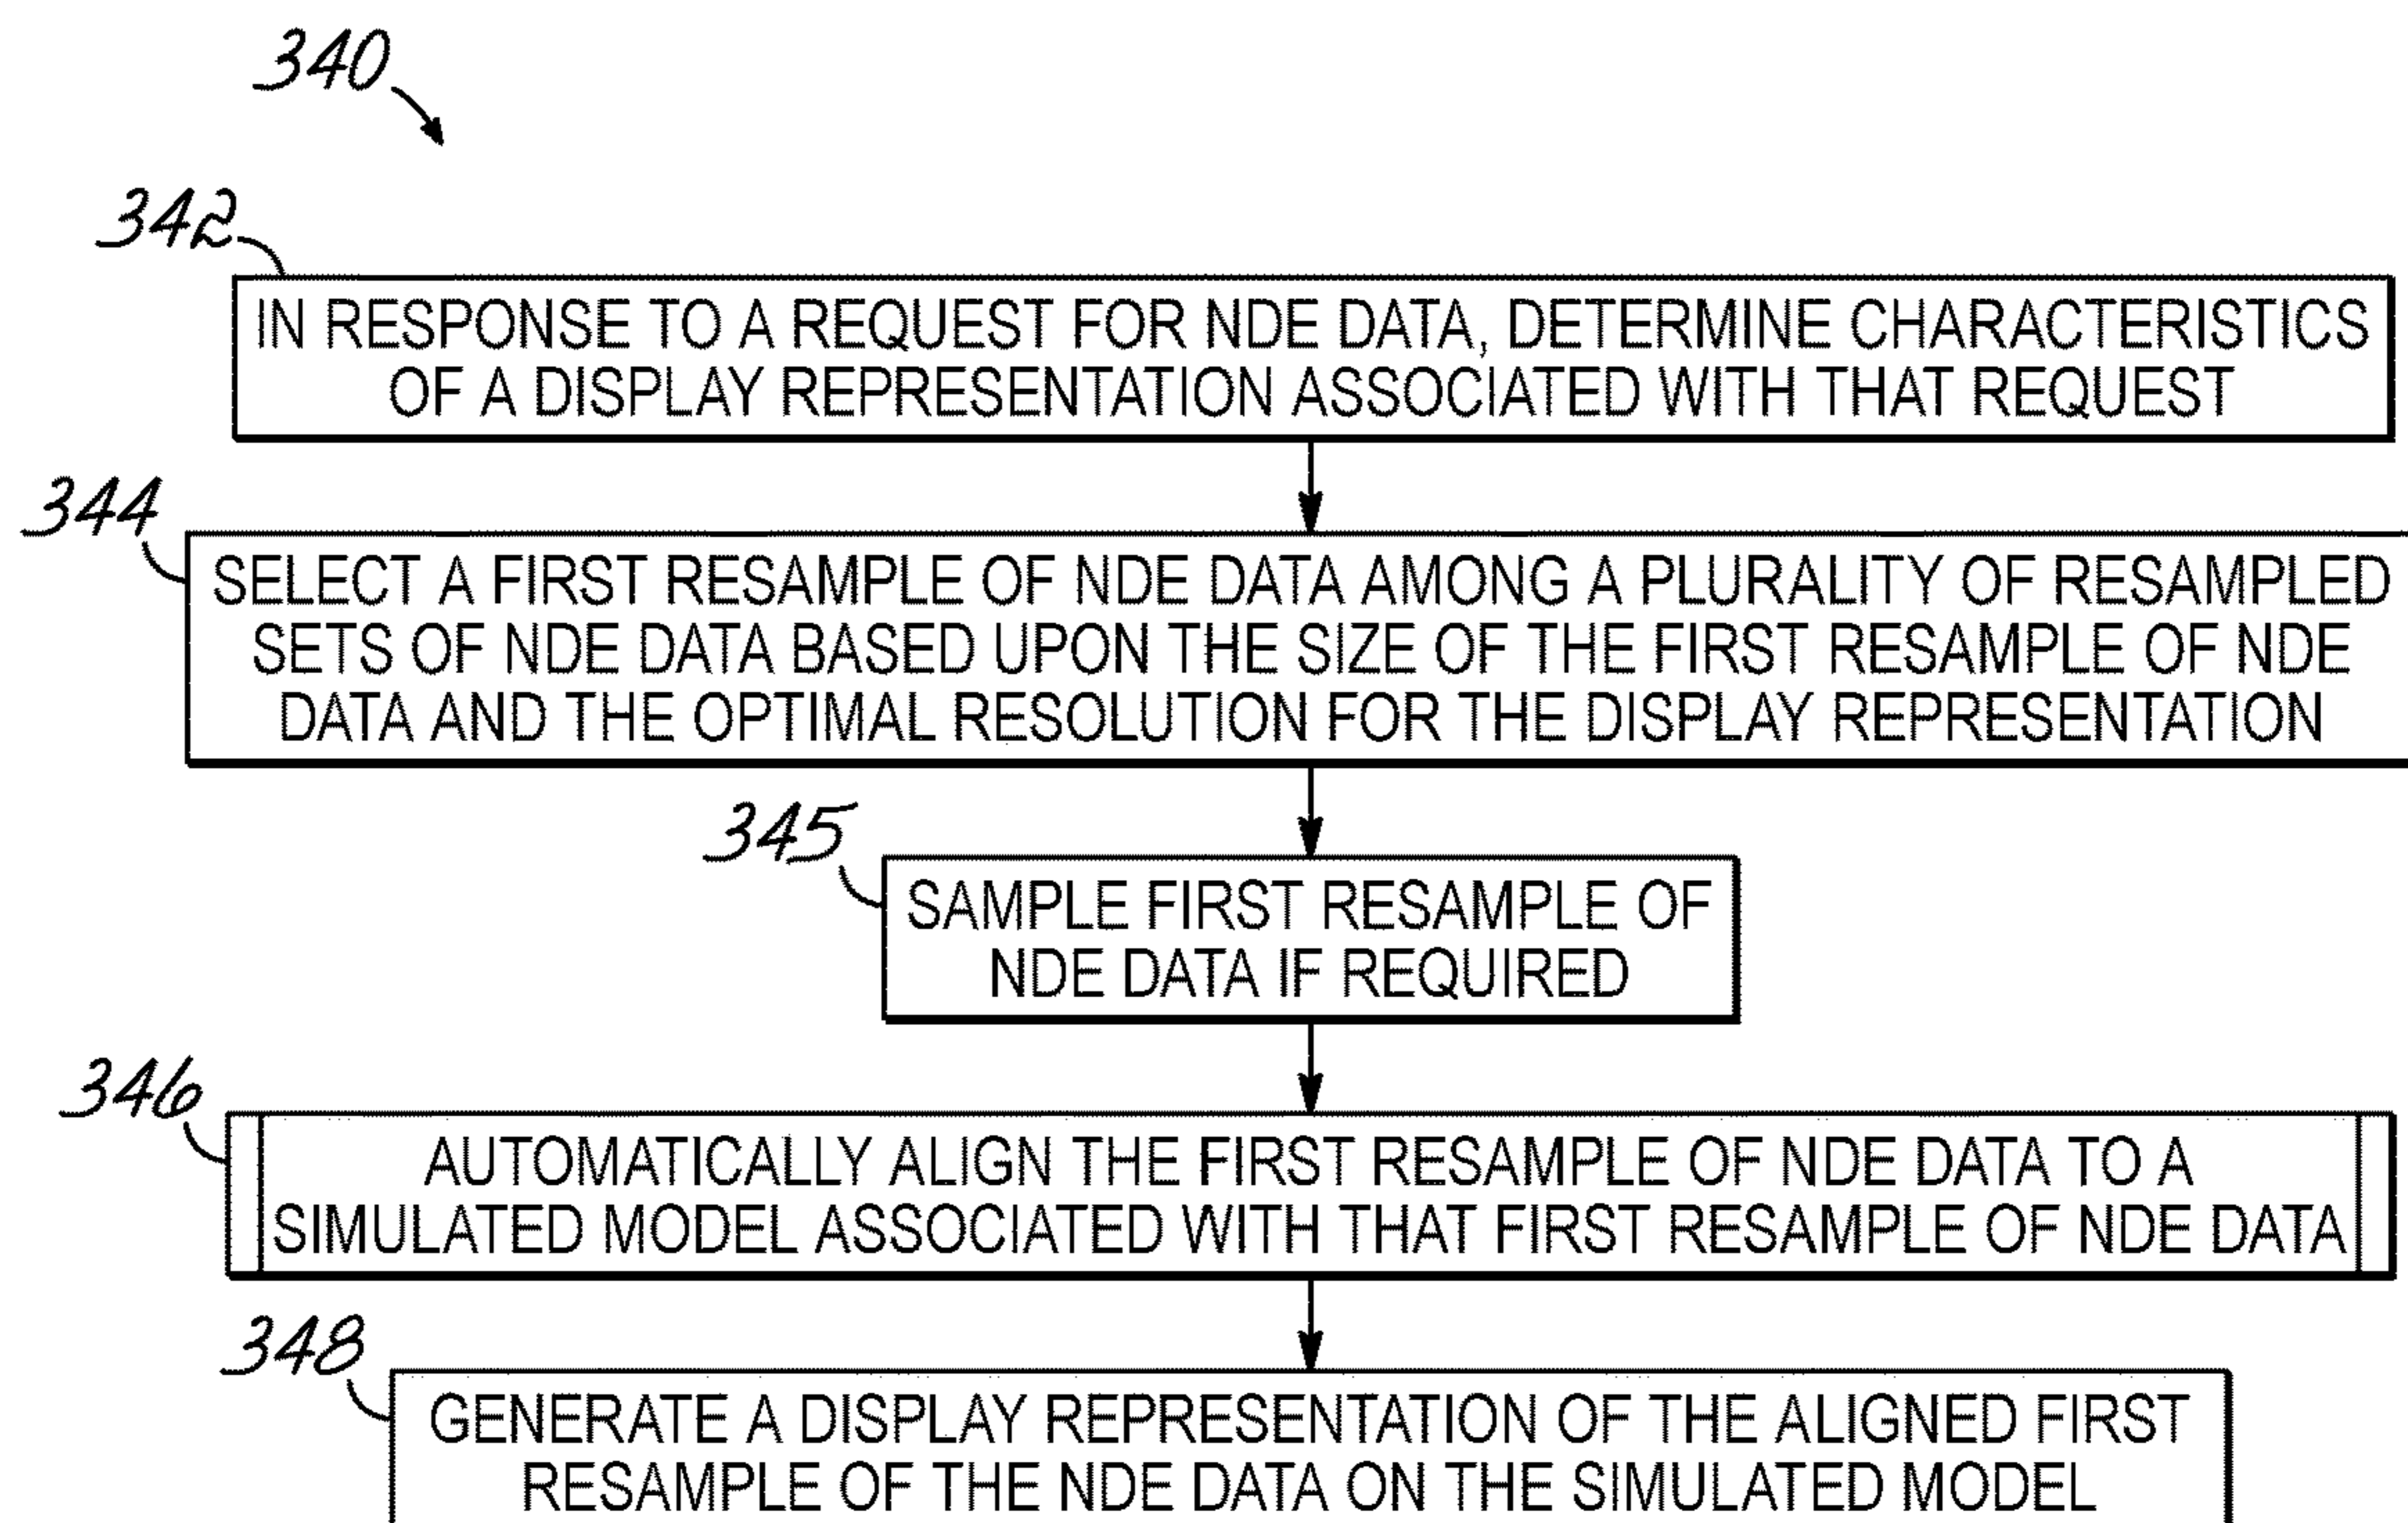 340
342
IN RESPONSE TO A REQUEST FOR NDE DATA, DETERMINE CHARACTERISTICS
OF A DISPLAY REPRESENTATION ASSOCIATED WITH THAT REQUEST
344
SELECT A FIRST RESAMPLE OF NDE DATA AMONG A PLURALITY OF RESAMPLED
SETS OF NDE DATA BASED UPON THE SIZE OF THE FIRST RESAMPLE OF NDE
DATA AND THE OPTIMAL RESOLUTION FOR THE DISPLAY REPRESENTATION
345
SAMPLE FIRST RESAMPLE OF
NDE DATA IF REQUIRED
346
AUTOMATICALLY ALIGN THE FIRST RESAMPLE OF NDE DATA TO A
SIMULATED MODEL ASSOCIATED WITH THAT FIRST RESAMPLE OF NDE DATA
348
GENERATE A DISPLAY REPRESENTATION OF THE ALIGNED FIRST
RESAMPLE OF THE NDE DATA ON THE SIMULATED MODEL